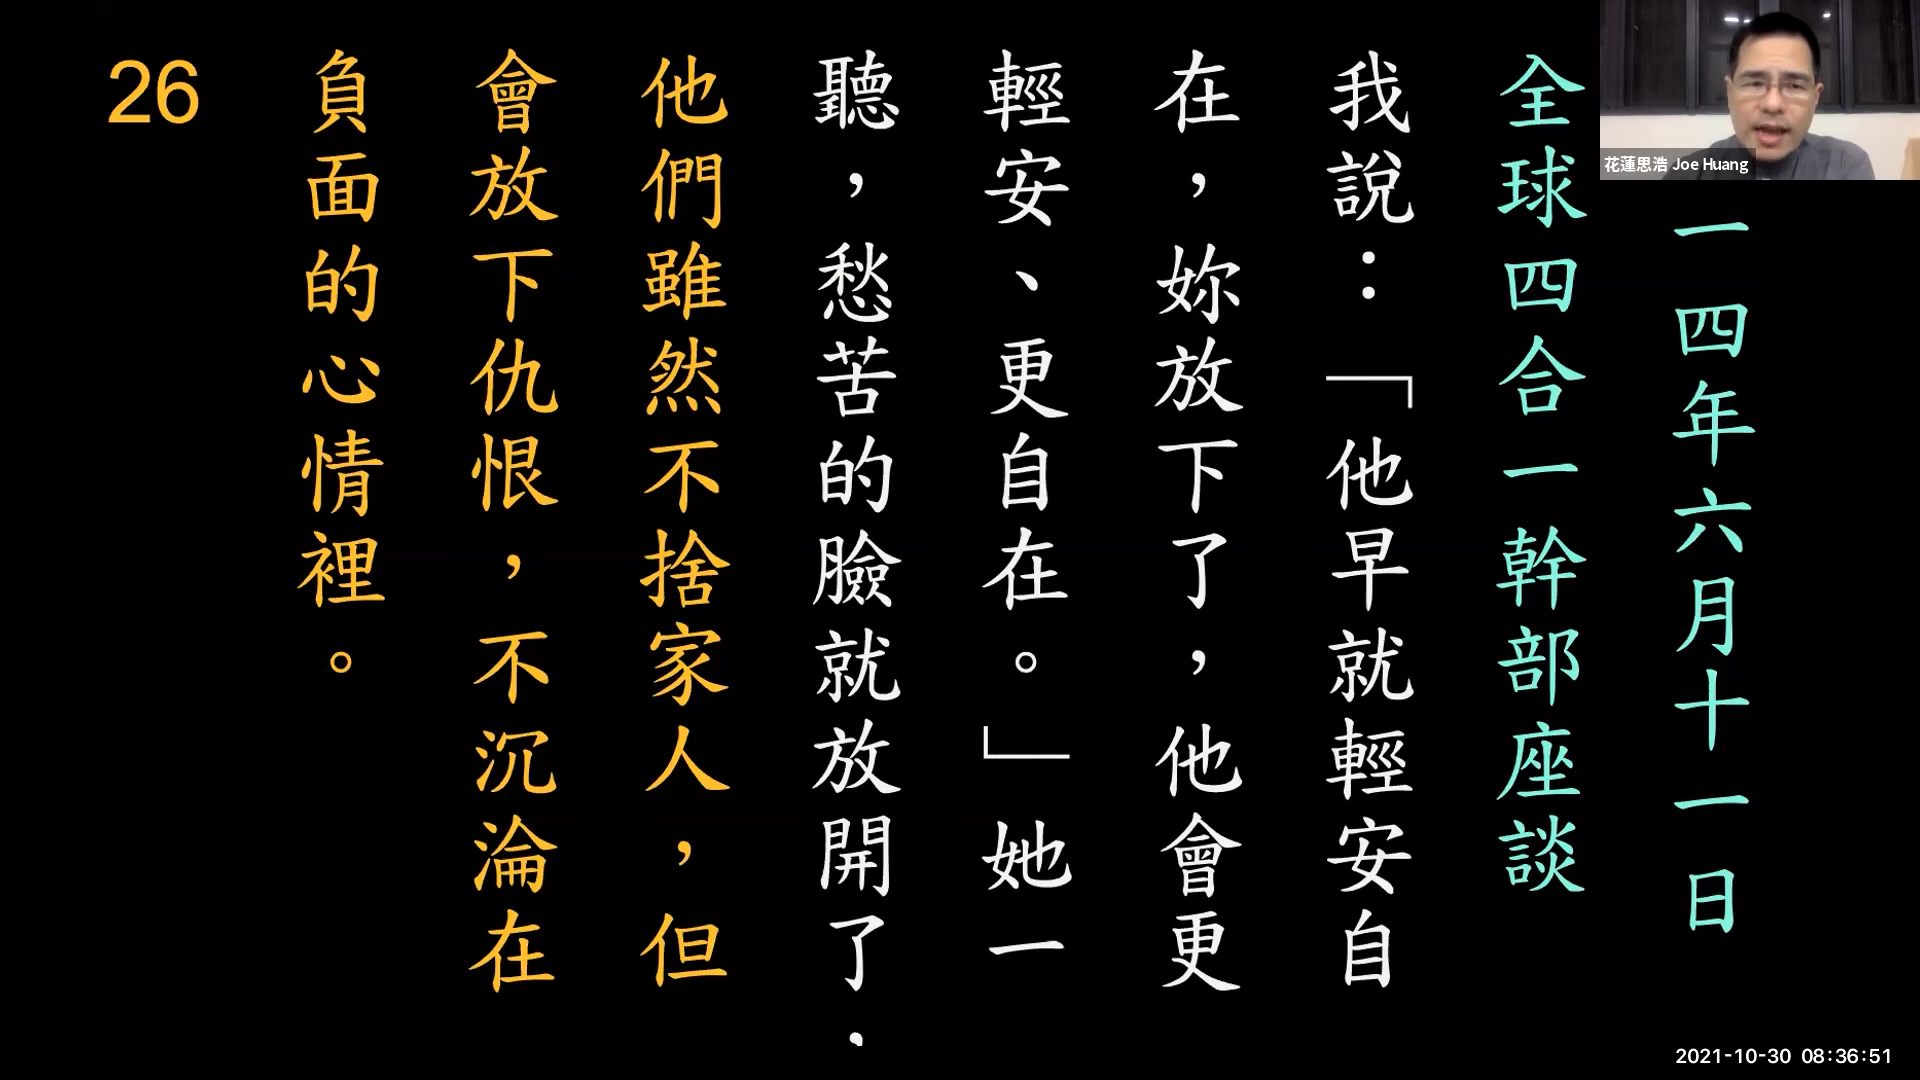 一四年六月十一日
全球四合一幹部座談
我說：「他早就輕安自
在，妳放下了，他會更
輕安、更自在。」她一
聽，愁苦的臉就放開了．
他們雖然不捨家人，但
會放下仇恨，不沉淪在
負面的心情裡。
26
花蓮思浩 Joe Huang
2021-10-30 08:36:51